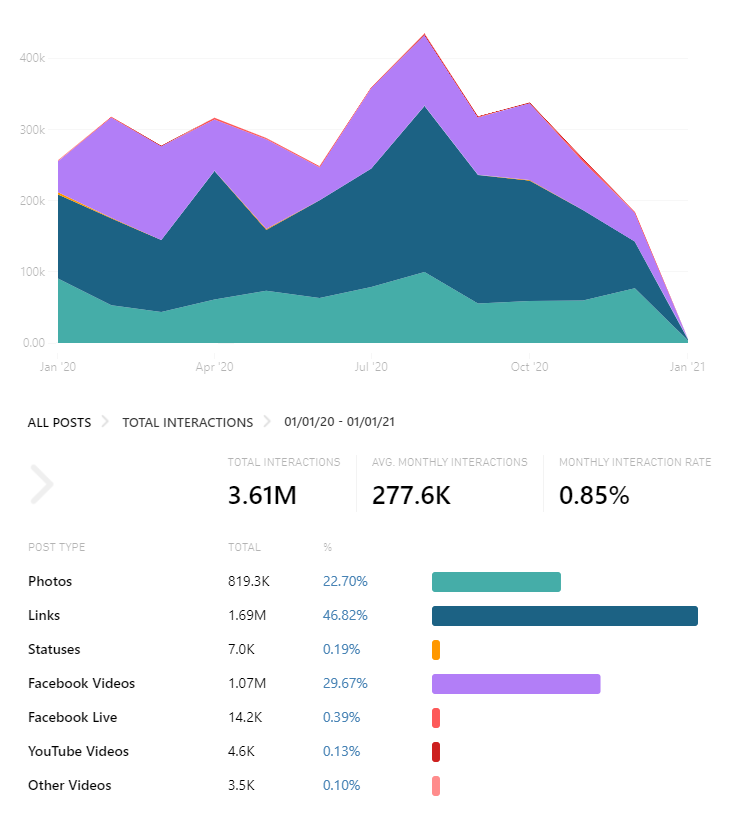 400k
300k
200k
100k
0.00
Jan '20 Apr '20 Jul '20 Oct '20 Jan '21
ALL POSTS TOTAL INTERACTIONS 01/01/20 - 01/01/21
TOTAL INTERACTIONS AVG. MONTHLY INTERACTIONS MONTHLY INTERACTION RATE
3.61M 277.6K 0.85%
POST TYPE TOTAL %
Photos 819.3K 22.70%
Links 1.69M 46.82%
Statuses 7.0K 0.19%
Facebook Videos 1.07M 29.67%
Facebook Live 14.2K 0.39%
YouTube Videos 4.6K 0.13%
Other Videos 3.5K 0.10%